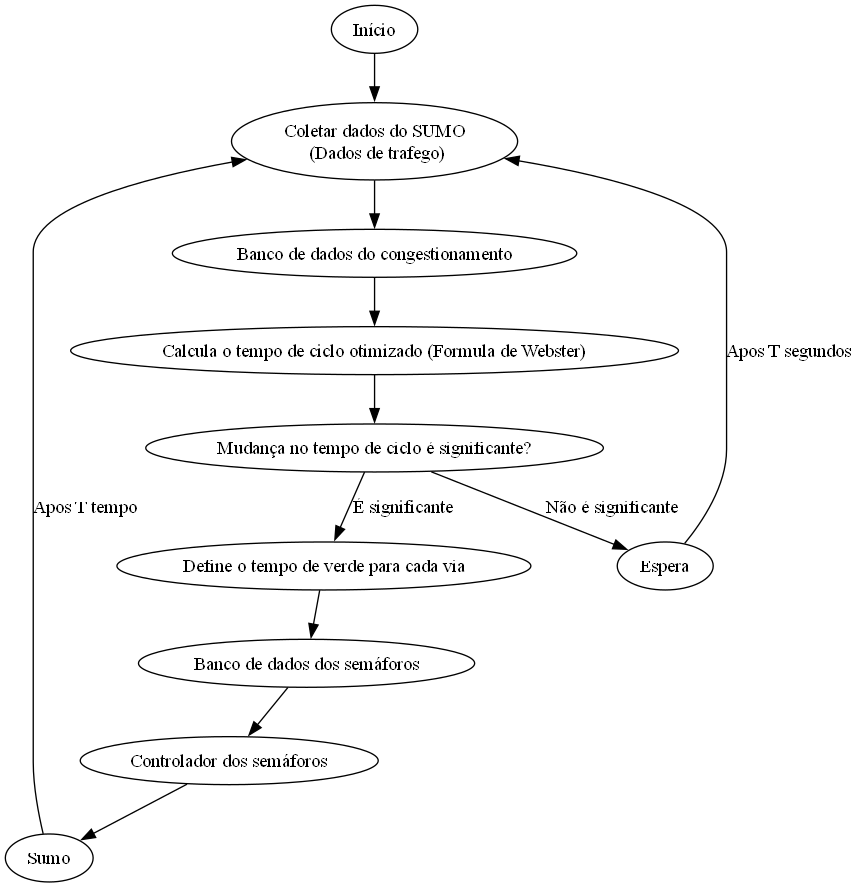 Início
Coletar dados do SUMO
(Dados de trafego)
Banco de dados do congestionamento
Calcula o tempo de ciclo otimizado (Formula de Webster)
Apos T segundos
Mudança no tempo de ciclo é significante?
Apos T tempo
É significante
Não é significante
Define o tempo de verde para cada via
Espera
Banco de dados dos semáforos
Controlador dos semáforos
Sumo